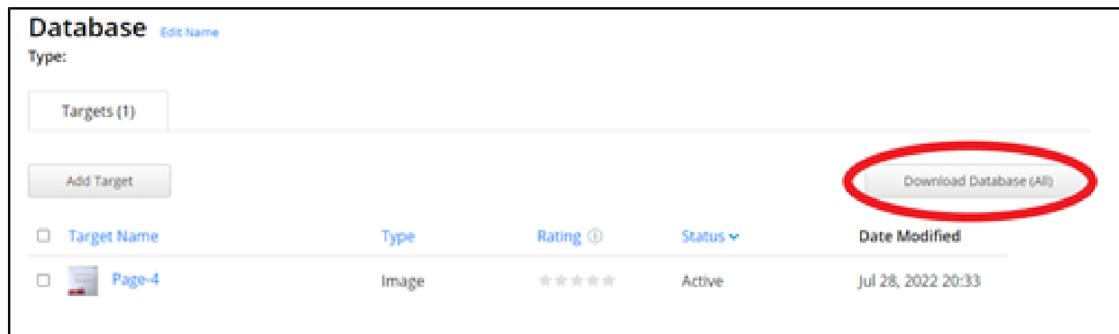 Database Edit Name
Type:
Targets (1)
Add Target Download Database (All)
Target Name Type Rating Status Date Modified
Page-4 Image Active Jul 28, 2022 20:33